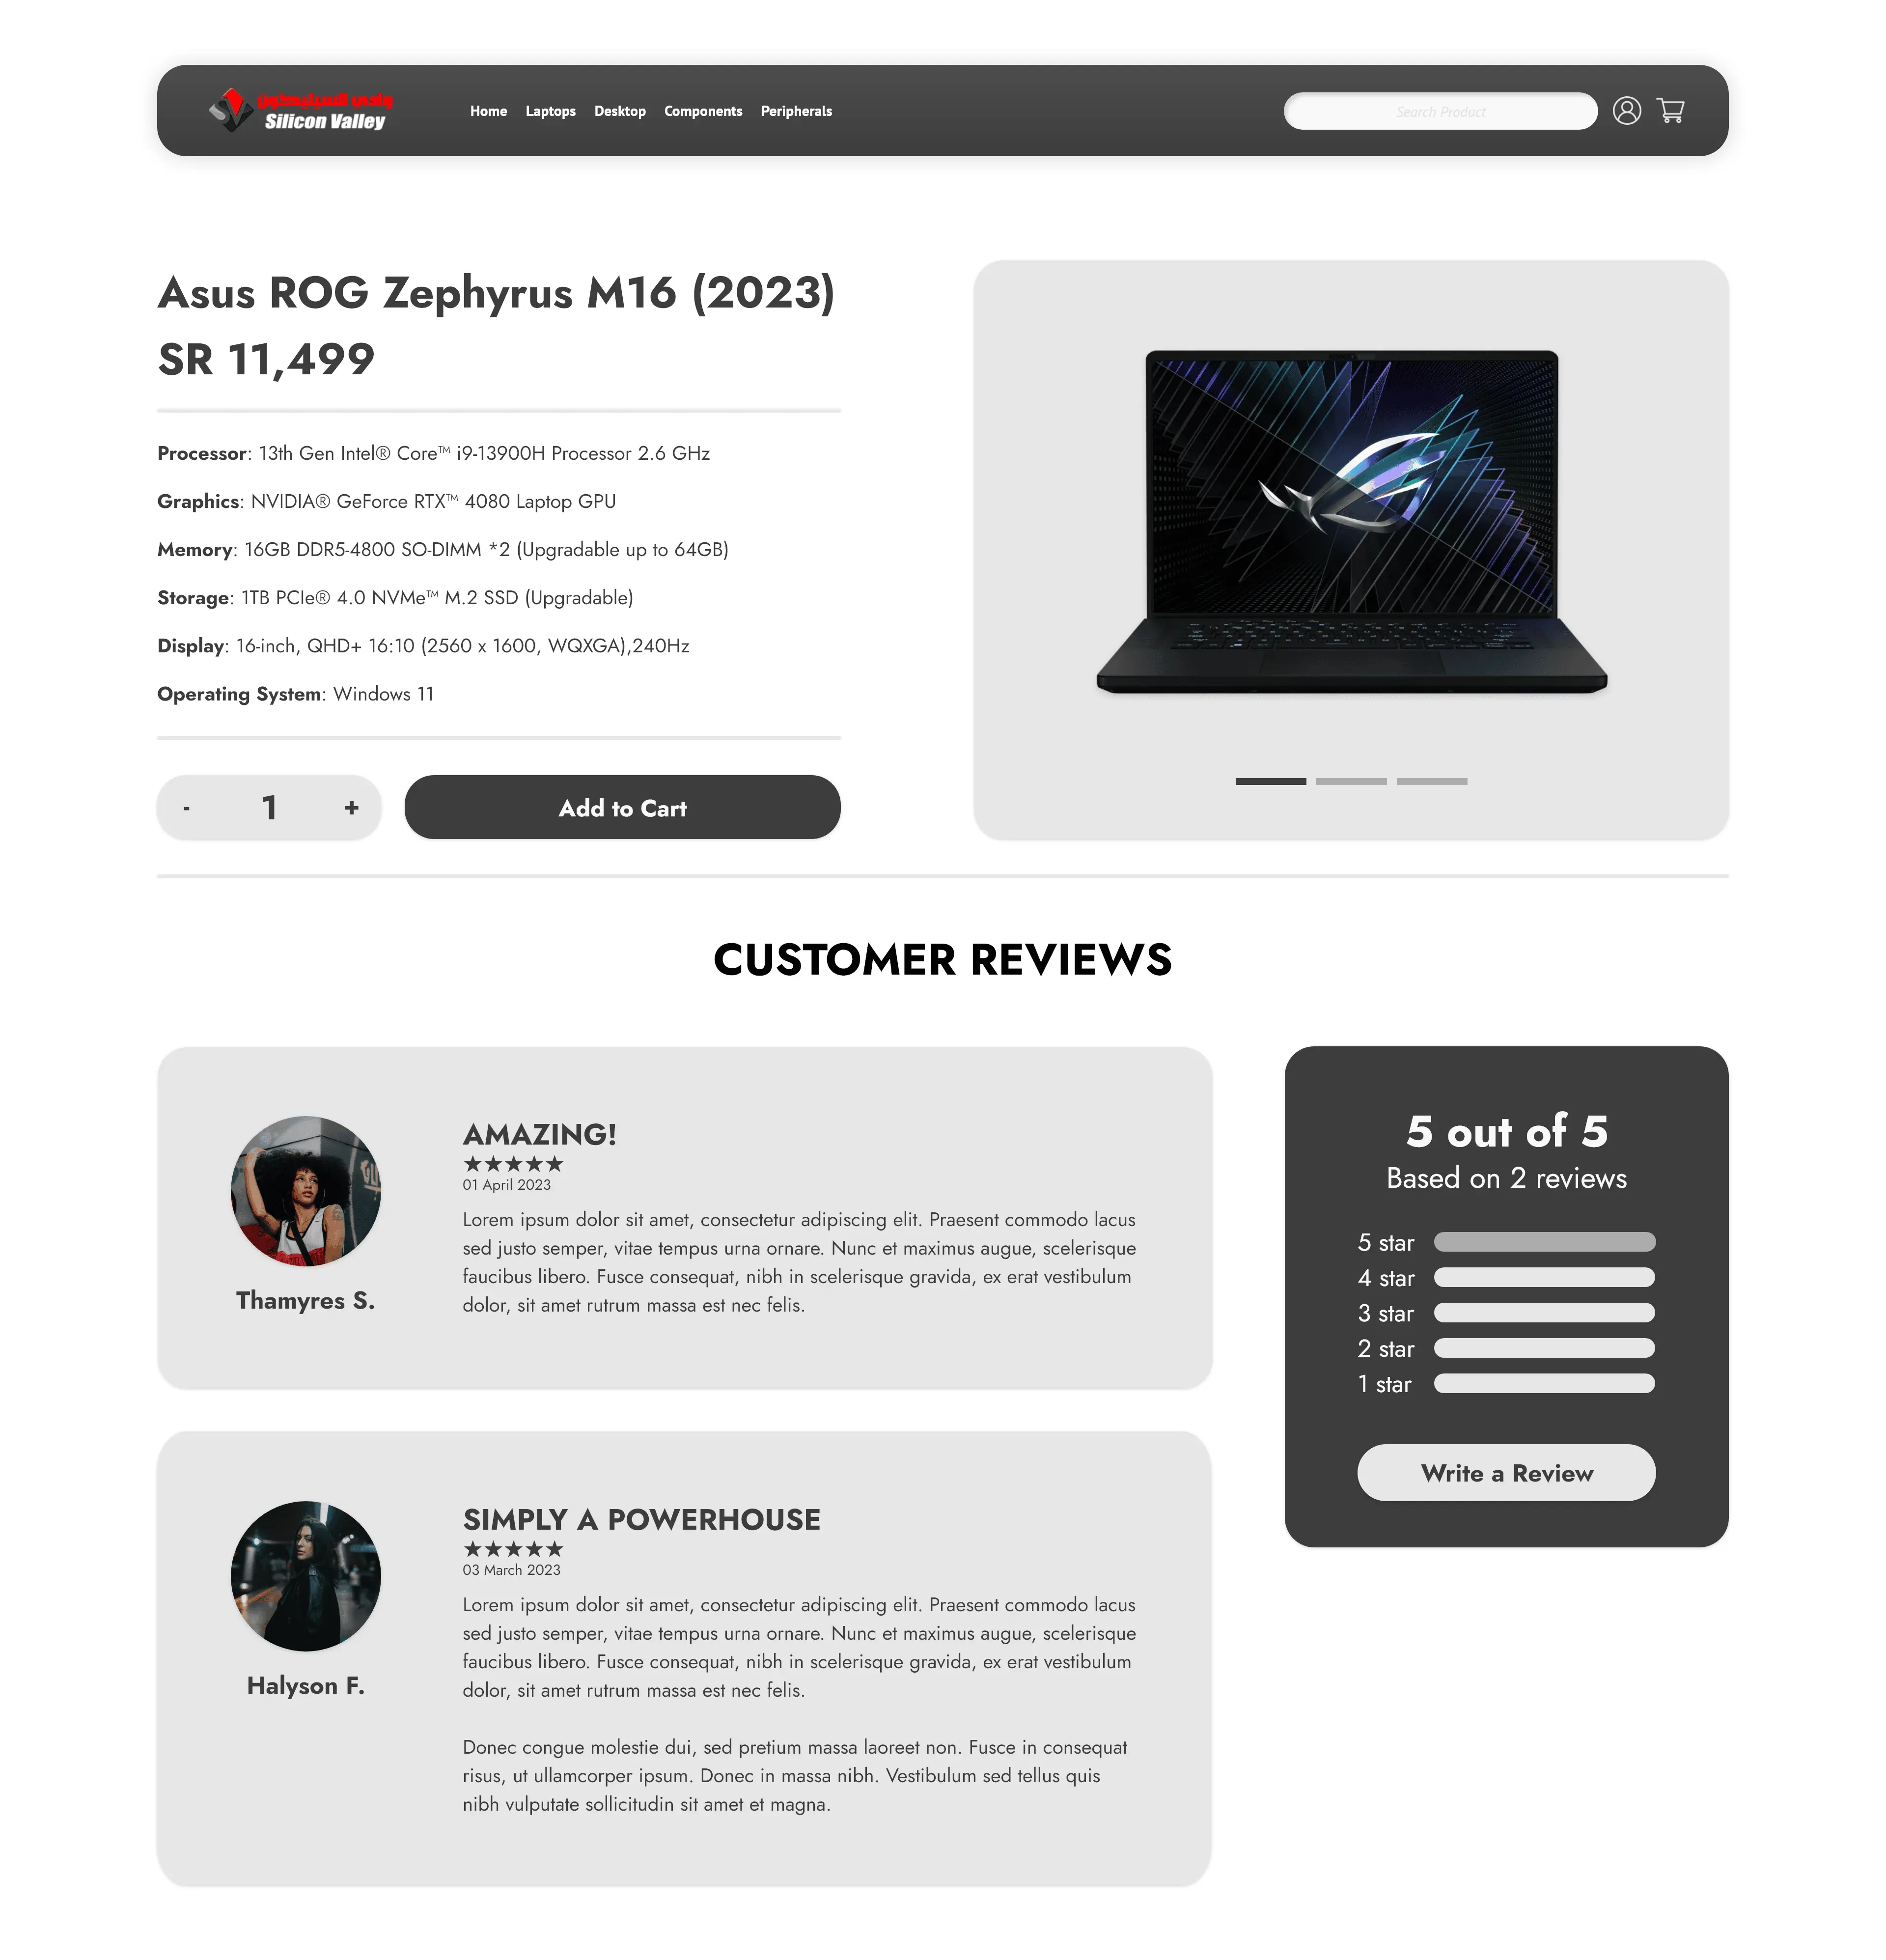 وادي السيليكون
Silicon Valley
Home Laptops Desktop Components Peripherals
Search Product
Asus ROG Zephyrus M16 (2023)
SR 11,499
Processor: 13th Gen Intel® Core™ i9-13900H Processor 2.6 GHz
Graphics: NVIDIA® GeForce RTX™ 4080 Laptop GPU
Memory: 16GB DDR5-4800 SO-DIMM *2 (Upgradable up to 64GB)
Storage: 1TB PCIe® 4.0 NVMe™ M.2 SSD (Upgradable)
Display: 16-inch, QHD+ 16:10 (2560 x 1600, WQXGA),240Hz
Operating System: Windows 11
- 1 +
Add to Cart
CUSTOMER REVIEWS
AMAZING!
★★★★★
01 April 2023
Lorem ipsum dolor sit amet, consectetur adipiscing elit. Praesent commodo lacus
sed justo semper, vitae tempus urna ornare. Nunc et maximus augue, scelerisque
faucibus libero. Fusce consequat, nibh in scelerisque gravida, ex erat vestibulum
dolor, sit amet rutrum massa est nec felis.
Thamyres S.
5 out of 5
Based on 2 reviews
5 star
4 star
3 star
2 star
1 star
Write a Review
SIMPLY A POWERHOUSE
★★★★★
03 March 2023
Lorem ipsum dolor sit amet, consectetur adipiscing elit. Praesent commodo lacus
sed justo semper, vitae tempus urna ornare. Nunc et maximus augue, scelerisque
faucibus libero. Fusce consequat, nibh in scelerisque gravida, ex erat vestibulum
dolor, sit amet rutrum massa est nec felis.
Donec congue molestie dui, sed pretium massa laoreet non. Fusce in consequat
risus, ut ullamcorper ipsum. Donec in massa nibh. Vestibulum sed tellus quis
nibh vulputate sollicitudin sit amet et magna.
Halyson F.